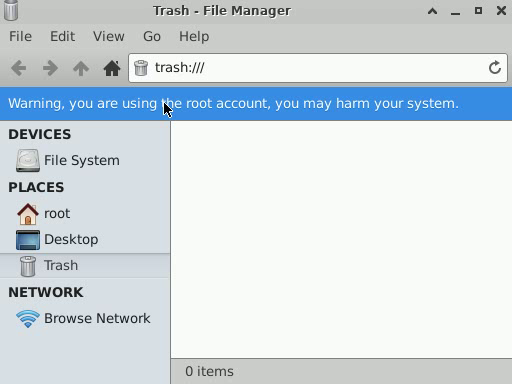 Trash - File Manager
File Edit View Go Help
trash:///
Warning, you are using the root account, you may harm your system.
DEVICES
File System
PLACES
root
Desktop
Trash
NETWORK
Browse Network
0 items